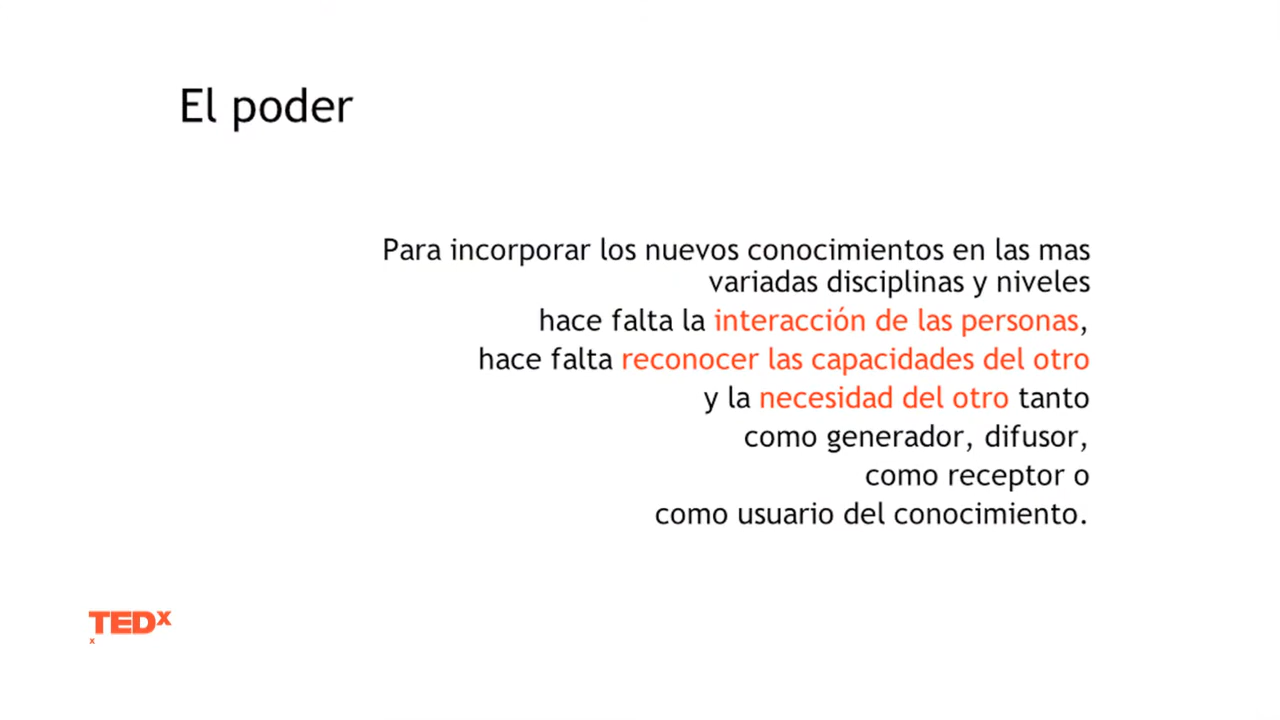 El poder
Para incorporar los nuevos conocimientos en las mas
variadas disciplinas y niveles
hace falta la interacción de las personas,
hace falta reconocer las capacidades del otro
y la necesidad del otro tanto
como generador, difusor,
como receptor o
como usuario del conocimiento.
TEDx
x